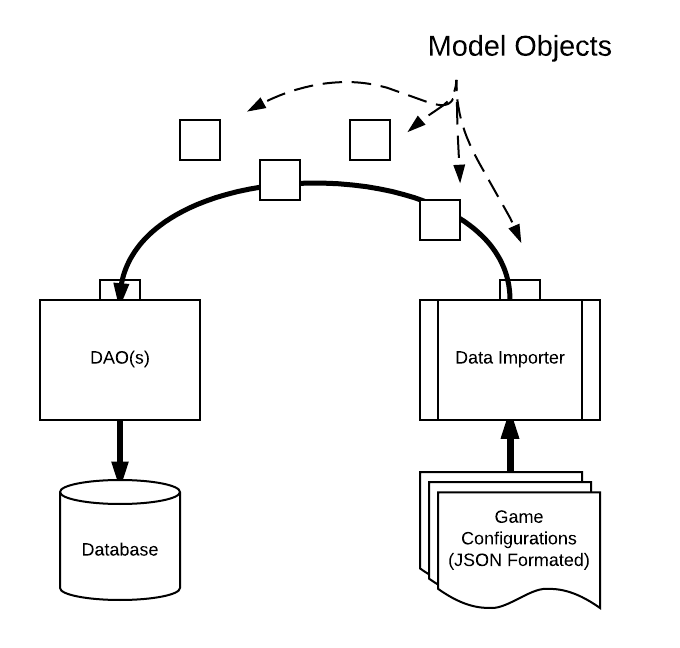 Model Objects
DAO(s)
Data Importer
Database
Game
Configurations
(JSON Formated)